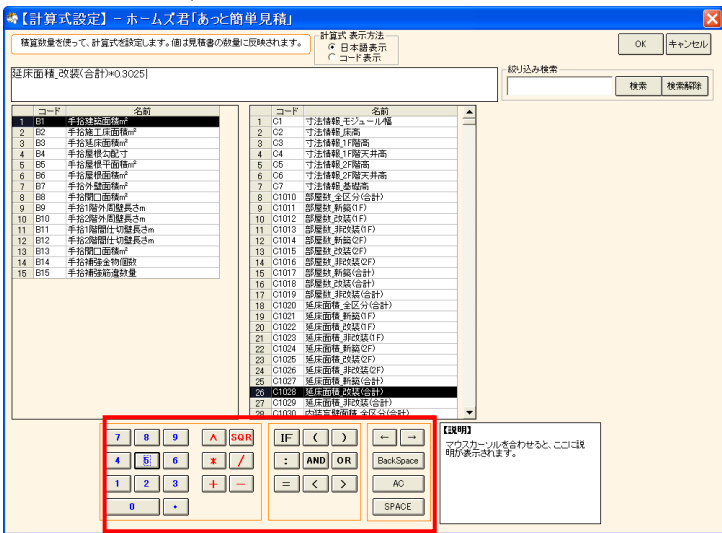 【計算式設定】 − ホームズ君「あっと簡単見積」
積算数量を使って、計算式を設定します。値は見積書の数量に反映されます。
計算式 表示方法
日本語表示
コード表示
OK
キャンセル
延床面積_改装(合計)*0.3025
絞り込み検索
検索
検索解除
コード 名前
1 B1 手拾建築面積m²
2 B2 手拾施工床面積m²
3 B3 手拾延床面積m²
4 B4 手拾屋根勾配寸
5 B5 手拾屋根平面積m²
6 B6 手拾屋根面積m²
7 B7 手拾外壁面積m²
8 B8 手拾開口面積m²
9 B9 手拾1階外周壁長さm
10 B10 手拾2階外周壁長さm
11 B11 手拾1階間仕切壁長さm
12 B12 手拾2階間仕切壁長さm
13 B13 手拾開口面積m²
14 B14 手拾補強金物個数
15 B15 手拾補強筋違数量
コード 名前
1 C1 寸法情報_モジュール幅
2 C2 寸法情報_床高
3 C3 寸法情報_1F階高
4 C4 寸法情報_1F階天井高
5 C5 寸法情報_2F階高
6 C6 寸法情報_2F階天井高
7 C7 寸法情報_基礎高
8 C1010 部屋数_全区分(合計)
9 C1011 部屋数_新築(1F)
10 C1012 部屋数_改装(1F)
11 C1013 部屋数_非改装(1F)
12 C1014 部屋数_新築(2F)
13 C1015 部屋数_改装(2F)
14 C1016 部屋数_非改装(2F)
15 C1017 部屋数_新築(合計)
16 C1018 部屋数_改装(合計)
17 C1019 部屋数_非改装(合計)
18 C1020 延床面積_全区分(合計)
19 C1021 延床面積_新築(1F)
20 C1022 延床面積_改装(1F)
21 C1023 延床面積_非改装(1F)
22 C1024 延床面積_新築(2F)
23 C1025 延床面積_改装(2F)
24 C1026 延床面積_非改装(2F)
25 C1027 延床面積_新築(合計)
26 C1028 延床面積_改装(合計)
27 C1029 延床面積_非改装(合計)
28 C1030 内装真壁面積_全区分(合計)
7 8 9 ∧ SQR IF ( ) ← →
4 5 6 * / : AND OR BackSpace
1 2 3 + − = < > AC
0 . SPACE
【説明】
マウスカーソルを合わせると、ここに説
明が表示されます。